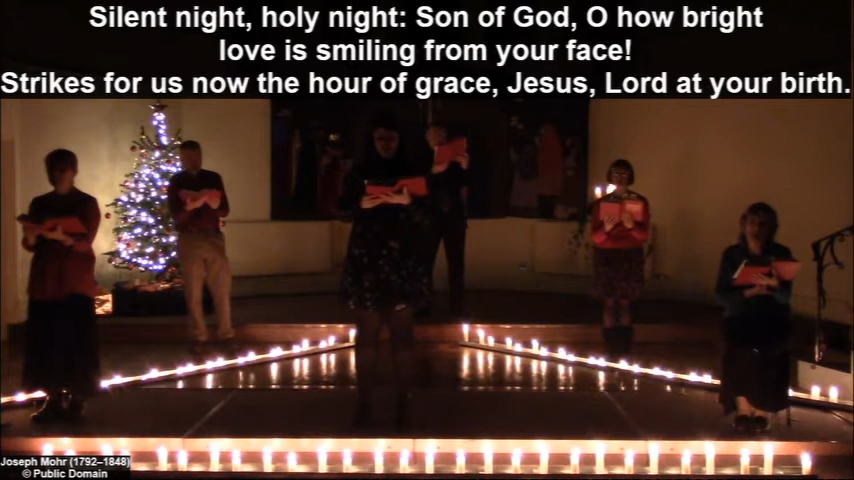 Silent night, holy night: Son of God, O how bright
love is smiling from your face!
Strikes for us now the hour of grace, Jesus, Lord at your birth.
Joseph Mohr (1792–1848)
© Public Domain